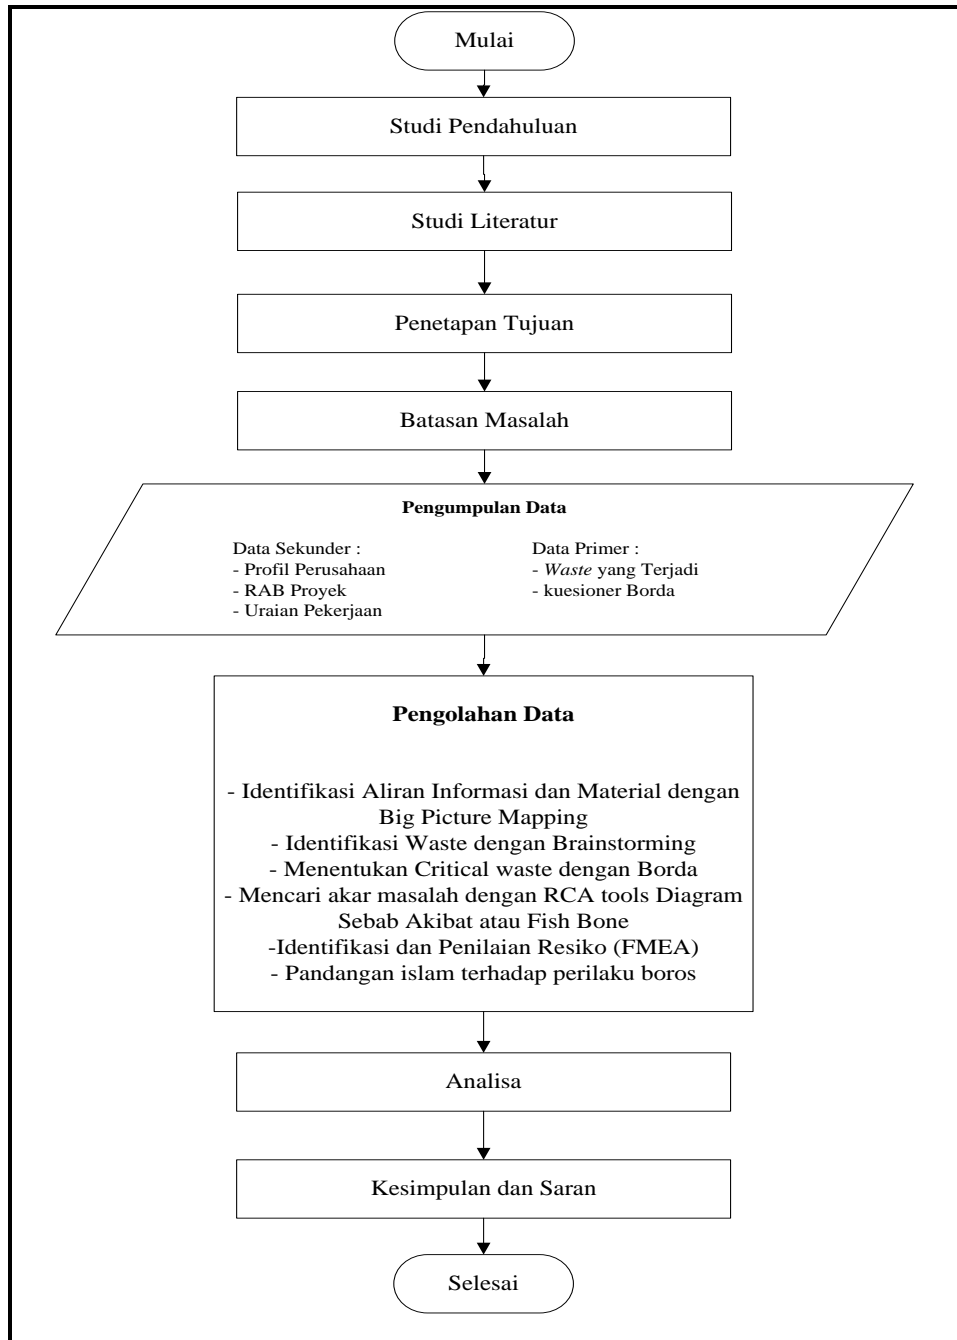 Mulai
Studi Pendahuluan
Studi Literatur
Penetapan Tujuan
Batasan Masalah
Pengumpulan Data
Data Sekunder :
- Profil Perusahaan
- RAB Proyek
- Uraian Pekerjaan
Data Primer :
- Waste yang Terjadi
- kuesioner Borda
Pengolahan Data
- Identifikasi Aliran Informasi dan Material dengan
Big Picture Mapping
- Identifikasi Waste dengan Brainstorming
- Menentukan Critical waste dengan Borda
- Mencari akar masalah dengan RCA tools Diagram
Sebab Akibat atau Fish Bone
-Identifikasi dan Penilaian Resiko (FMEA)
- Pandangan islam terhadap perilaku boros
Analisa
Kesimpulan dan Saran
Selesai